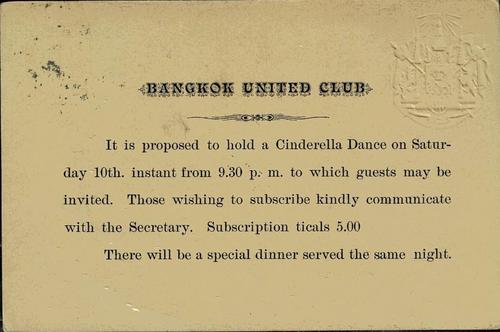 BANGKOK UNITED CLUB
It is proposed to hold a Cinderella Dance on Satur-
day 10th. instant from 9.30 p. m. to which guests may be
invited. Those wishing to subscribe kindly communicate
with the Secretary. Subscription ticals 5.00
There will be a special dinner served the same night.